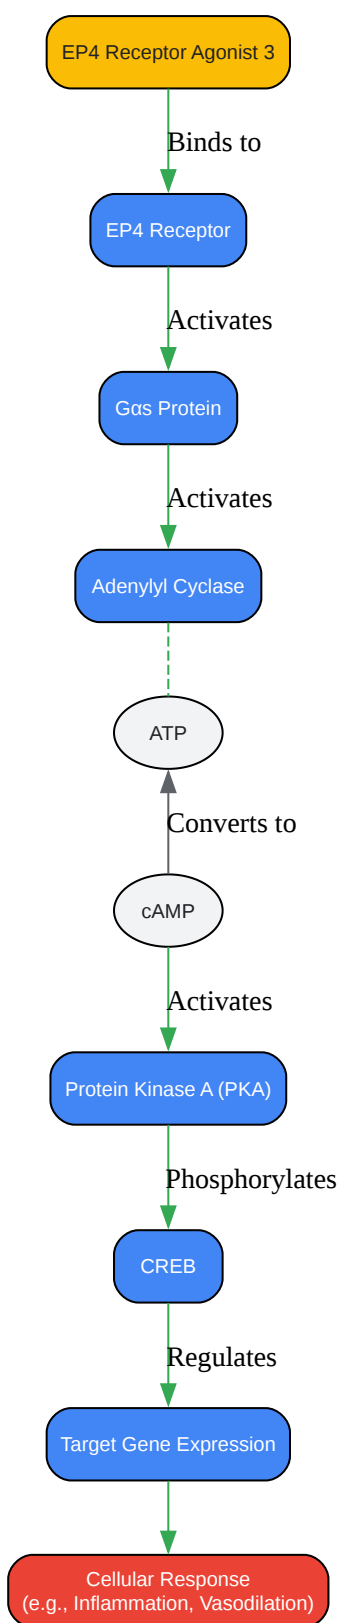 EP4 Receptor Agonist 3
Binds to
EP4 Receptor
Activates
Gαs Protein
Activates
Adenylyl Cyclase
ATP
Converts to
cAMP
Activates
Protein Kinase A (PKA)
Phosphorylates
CREB
Regulates
Target Gene Expression
Cellular Response
(e.g., Inflammation, Vasodilation)